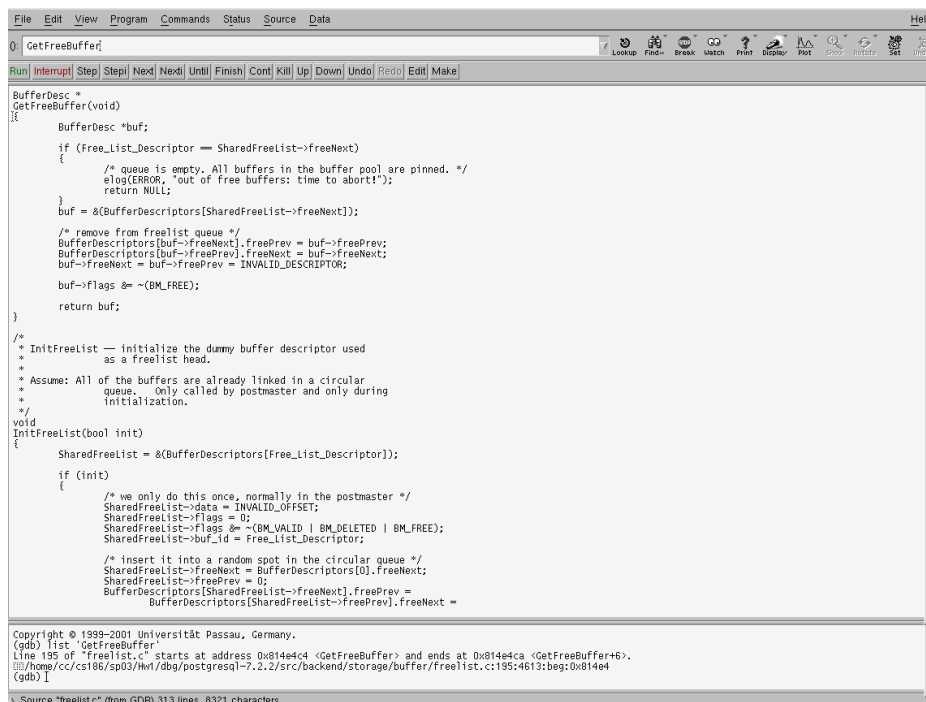 File Edit View Program Commands Status Source Data Hel
(): GetFreeBuffer
Lookup Find» Break Watch Print Display Plot Show Rotate Set Und
Run Interrupt Step Stepi Next Nexti Until Finish Cont Kill Up Down Undo Redo Edit Make
BufferDesc *
GetFreeBuffer(void)
{
BufferDesc *buf;
if (Free_List_Descriptor == SharedFreeList->freeNext)
{
/* queue is empty. All buffers in the buffer pool are pinned. */
elog(ERROR, "out of free buffers: time to abort!");
return NULL;
}
buf = &(BufferDescriptors[SharedFreeList->freeNext]);
/* remove from freelist queue */
BufferDescriptors[buf->freeNext].freePrev = buf->freePrev;
BufferDescriptors[buf->freePrev].freeNext = buf->freeNext;
buf->freeNext = buf->freePrev = INVALID_DESCRIPTOR;
buf->flags &= ~(BM_FREE);
return buf;
}
/*
* InitFreeList -- initialize the dummy buffer descriptor used
* as a freelist head.
*
* Assume: All of the buffers are already linked in a circular
* queue. Only called by postmaster and only during
* initialization.
*/
void
InitFreeList(bool init)
{
SharedFreeList = &(BufferDescriptors[Free_List_Descriptor]);
if (init)
{
/* we only do this once, normally in the postmaster */
SharedFreeList->data = INVALID_OFFSET;
SharedFreeList->flags = 0;
SharedFreeList->flags &= ~(BM_VALID | BM_DELETED | BM_FREE);
SharedFreeList->buf_id = Free_List_Descriptor;
/* insert it into a random spot in the circular queue */
SharedFreeList->freeNext = BufferDescriptors[0].freeNext;
SharedFreeList->freePrev = 0;
BufferDescriptors[SharedFreeList->freeNext].freePrev =
BufferDescriptors[SharedFreeList->freePrev].freeNext =
Copyright © 1999-2001 Universität Passau, Germany.
(gdb) list 'GetFreeBuffer'
Line 195 of "freelist.c" starts at address 0x814e4c4 <GetFreeBuffer> and ends at 0x814e4ca <GetFreeBuffer+6>.
/home/cc/cs186/sp03/Hw1/dbg/postgresql-7.2.2/src/backend/storage/buffer/freelist.c:195:4613:beg:0x814e4
(gdb)
Source "freelist.c" (from GDB) 313 lines, 8321 characters